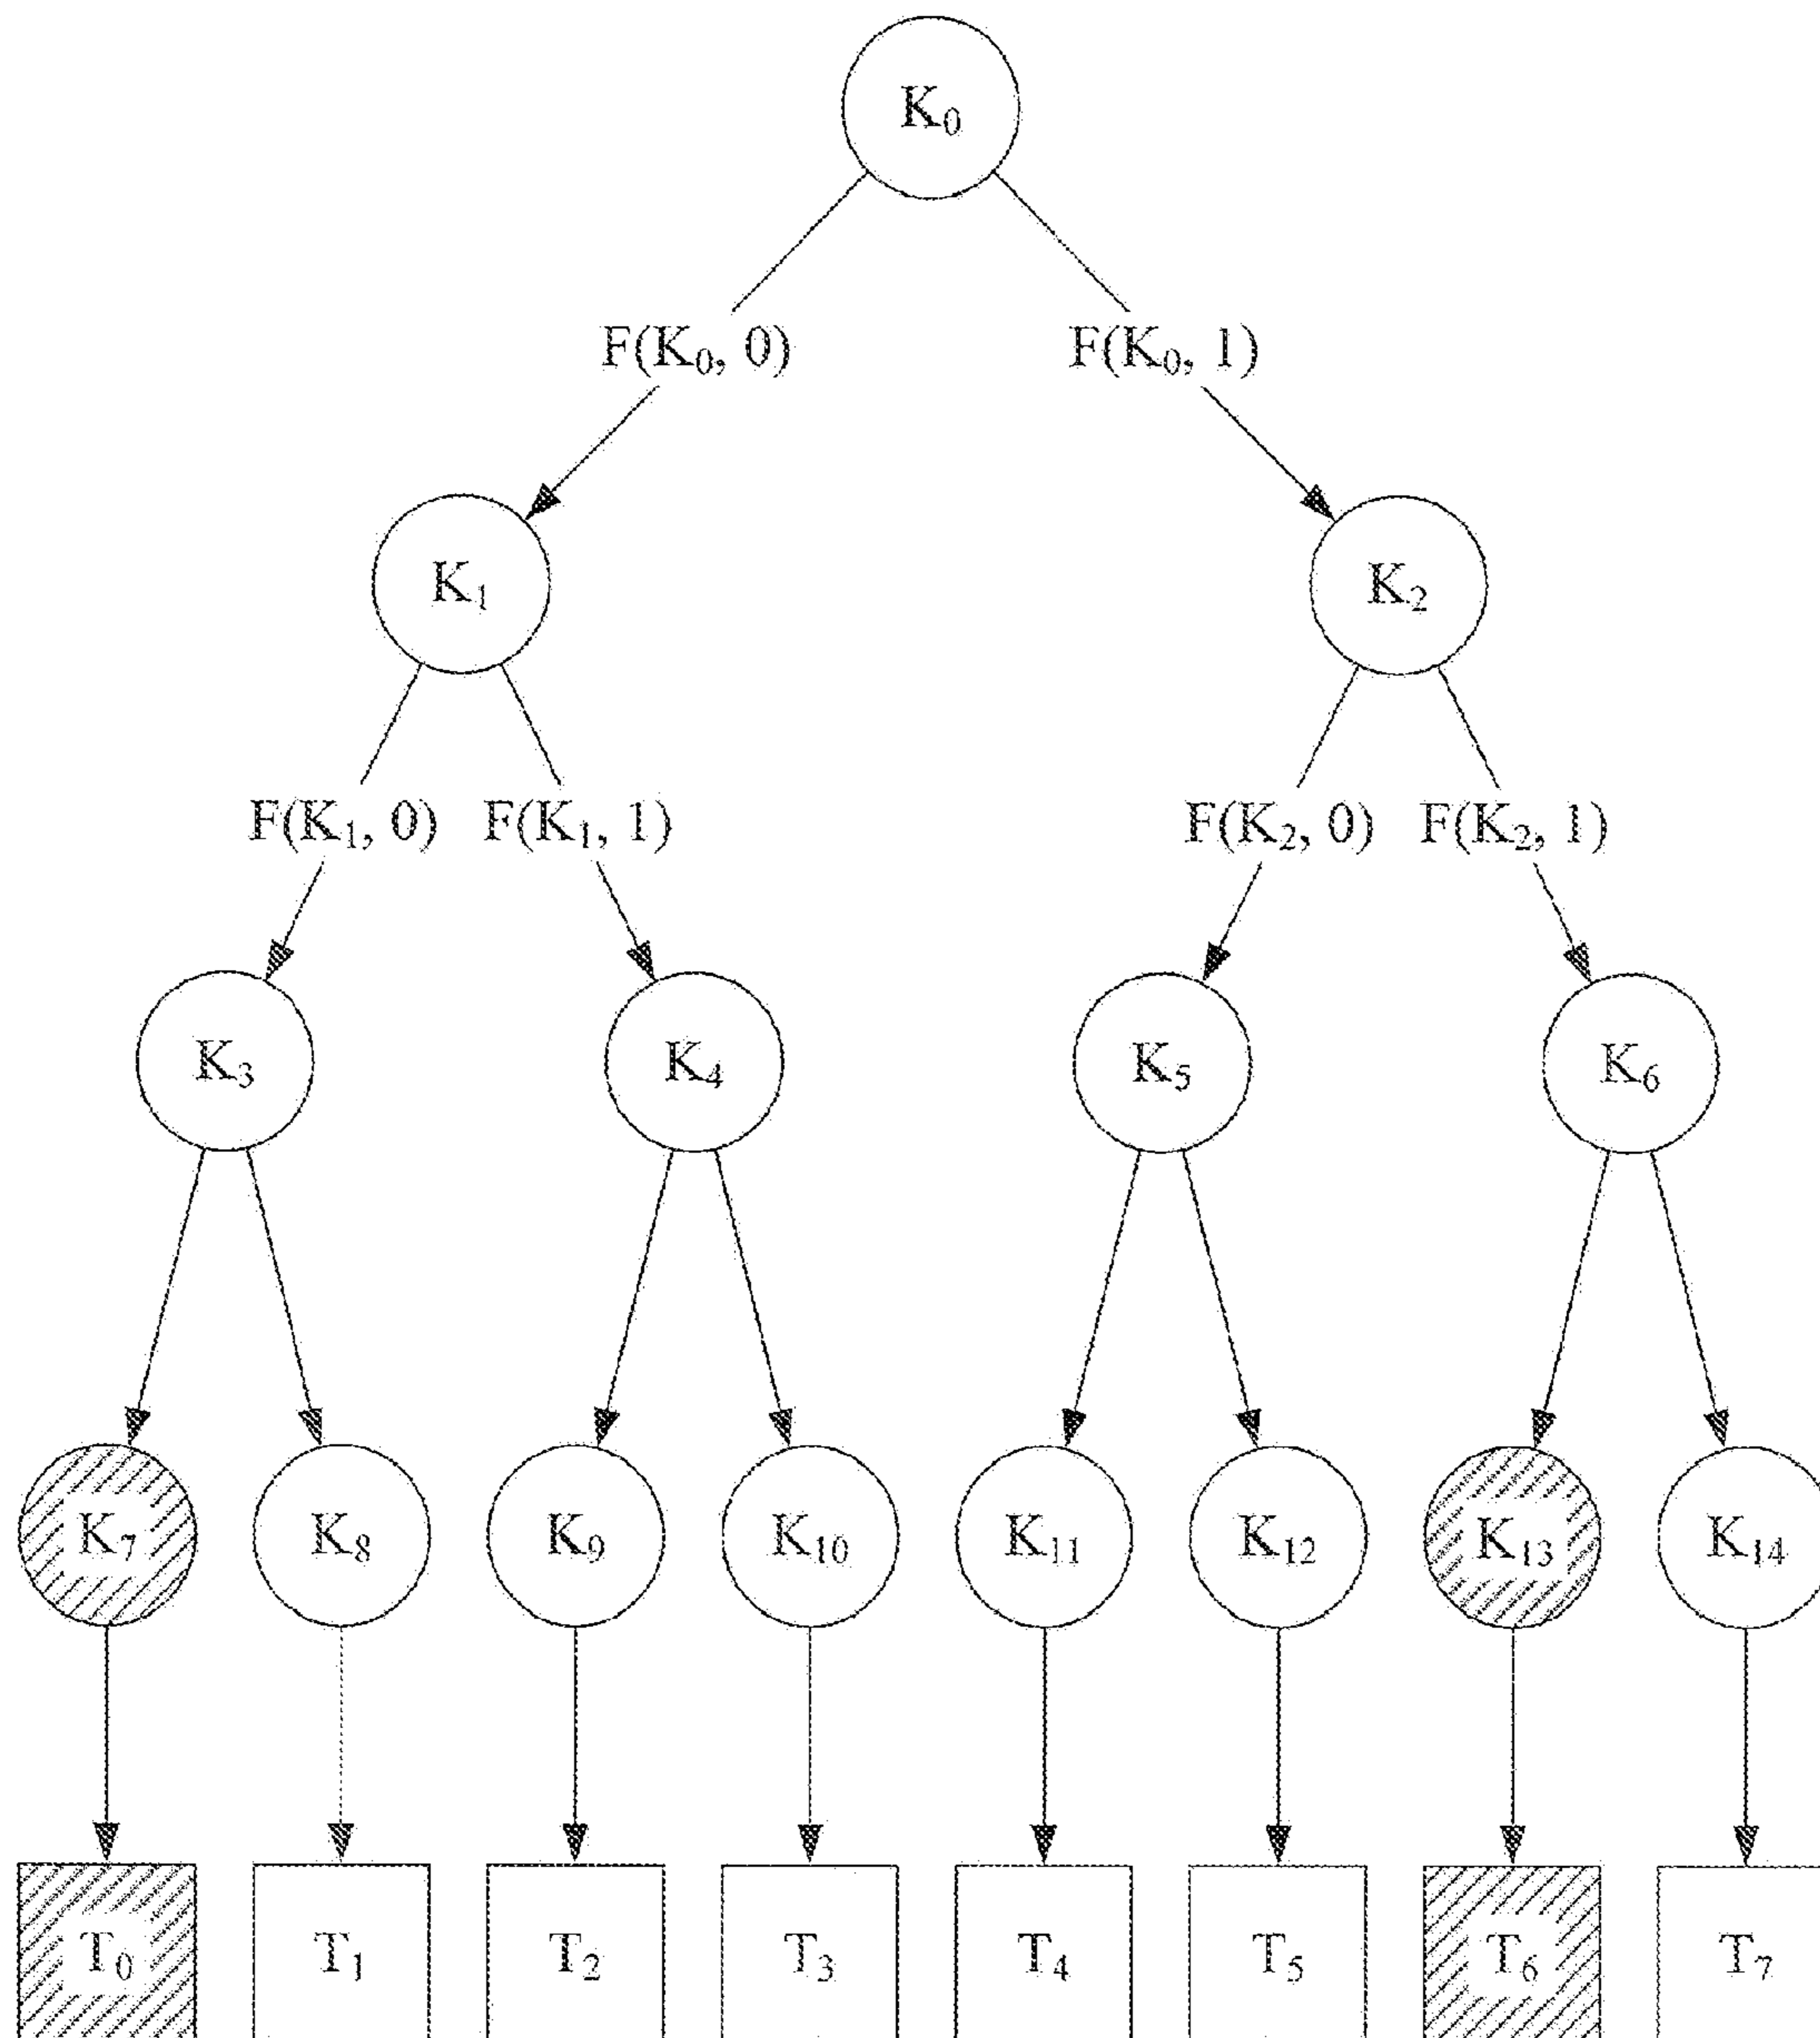 K₀
F(K₀, 0) F(K₀, 1)
K₁ K₂
F(K₁, 0) F(K₁, 1) F(K₂, 0) F(K₂, 1)
K₃ K₄ K₅ K₆
K₇ K₈ K₉ K₁₀ K₁₁ K₁₂ K₁₃ K₁₄
T₀ T₁ T₂ T₃ T₄ T₅ T₆ T₇